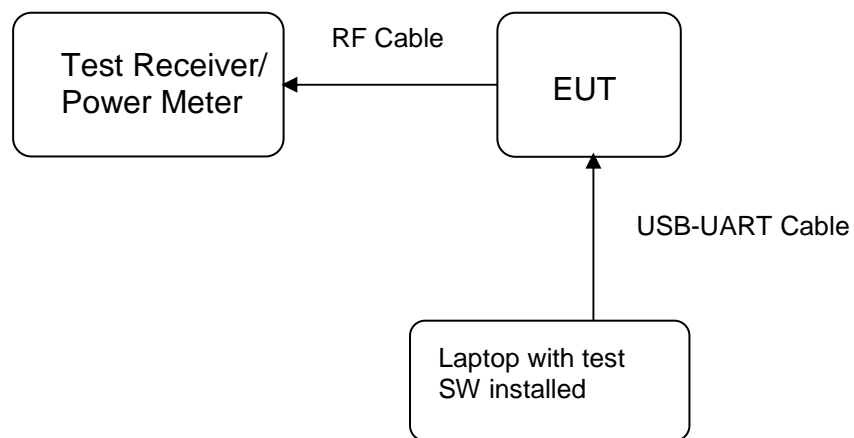 RF Cable
Test Receiver/
Power Meter
EUT
USB-UART Cable
Laptop with test
SW installed